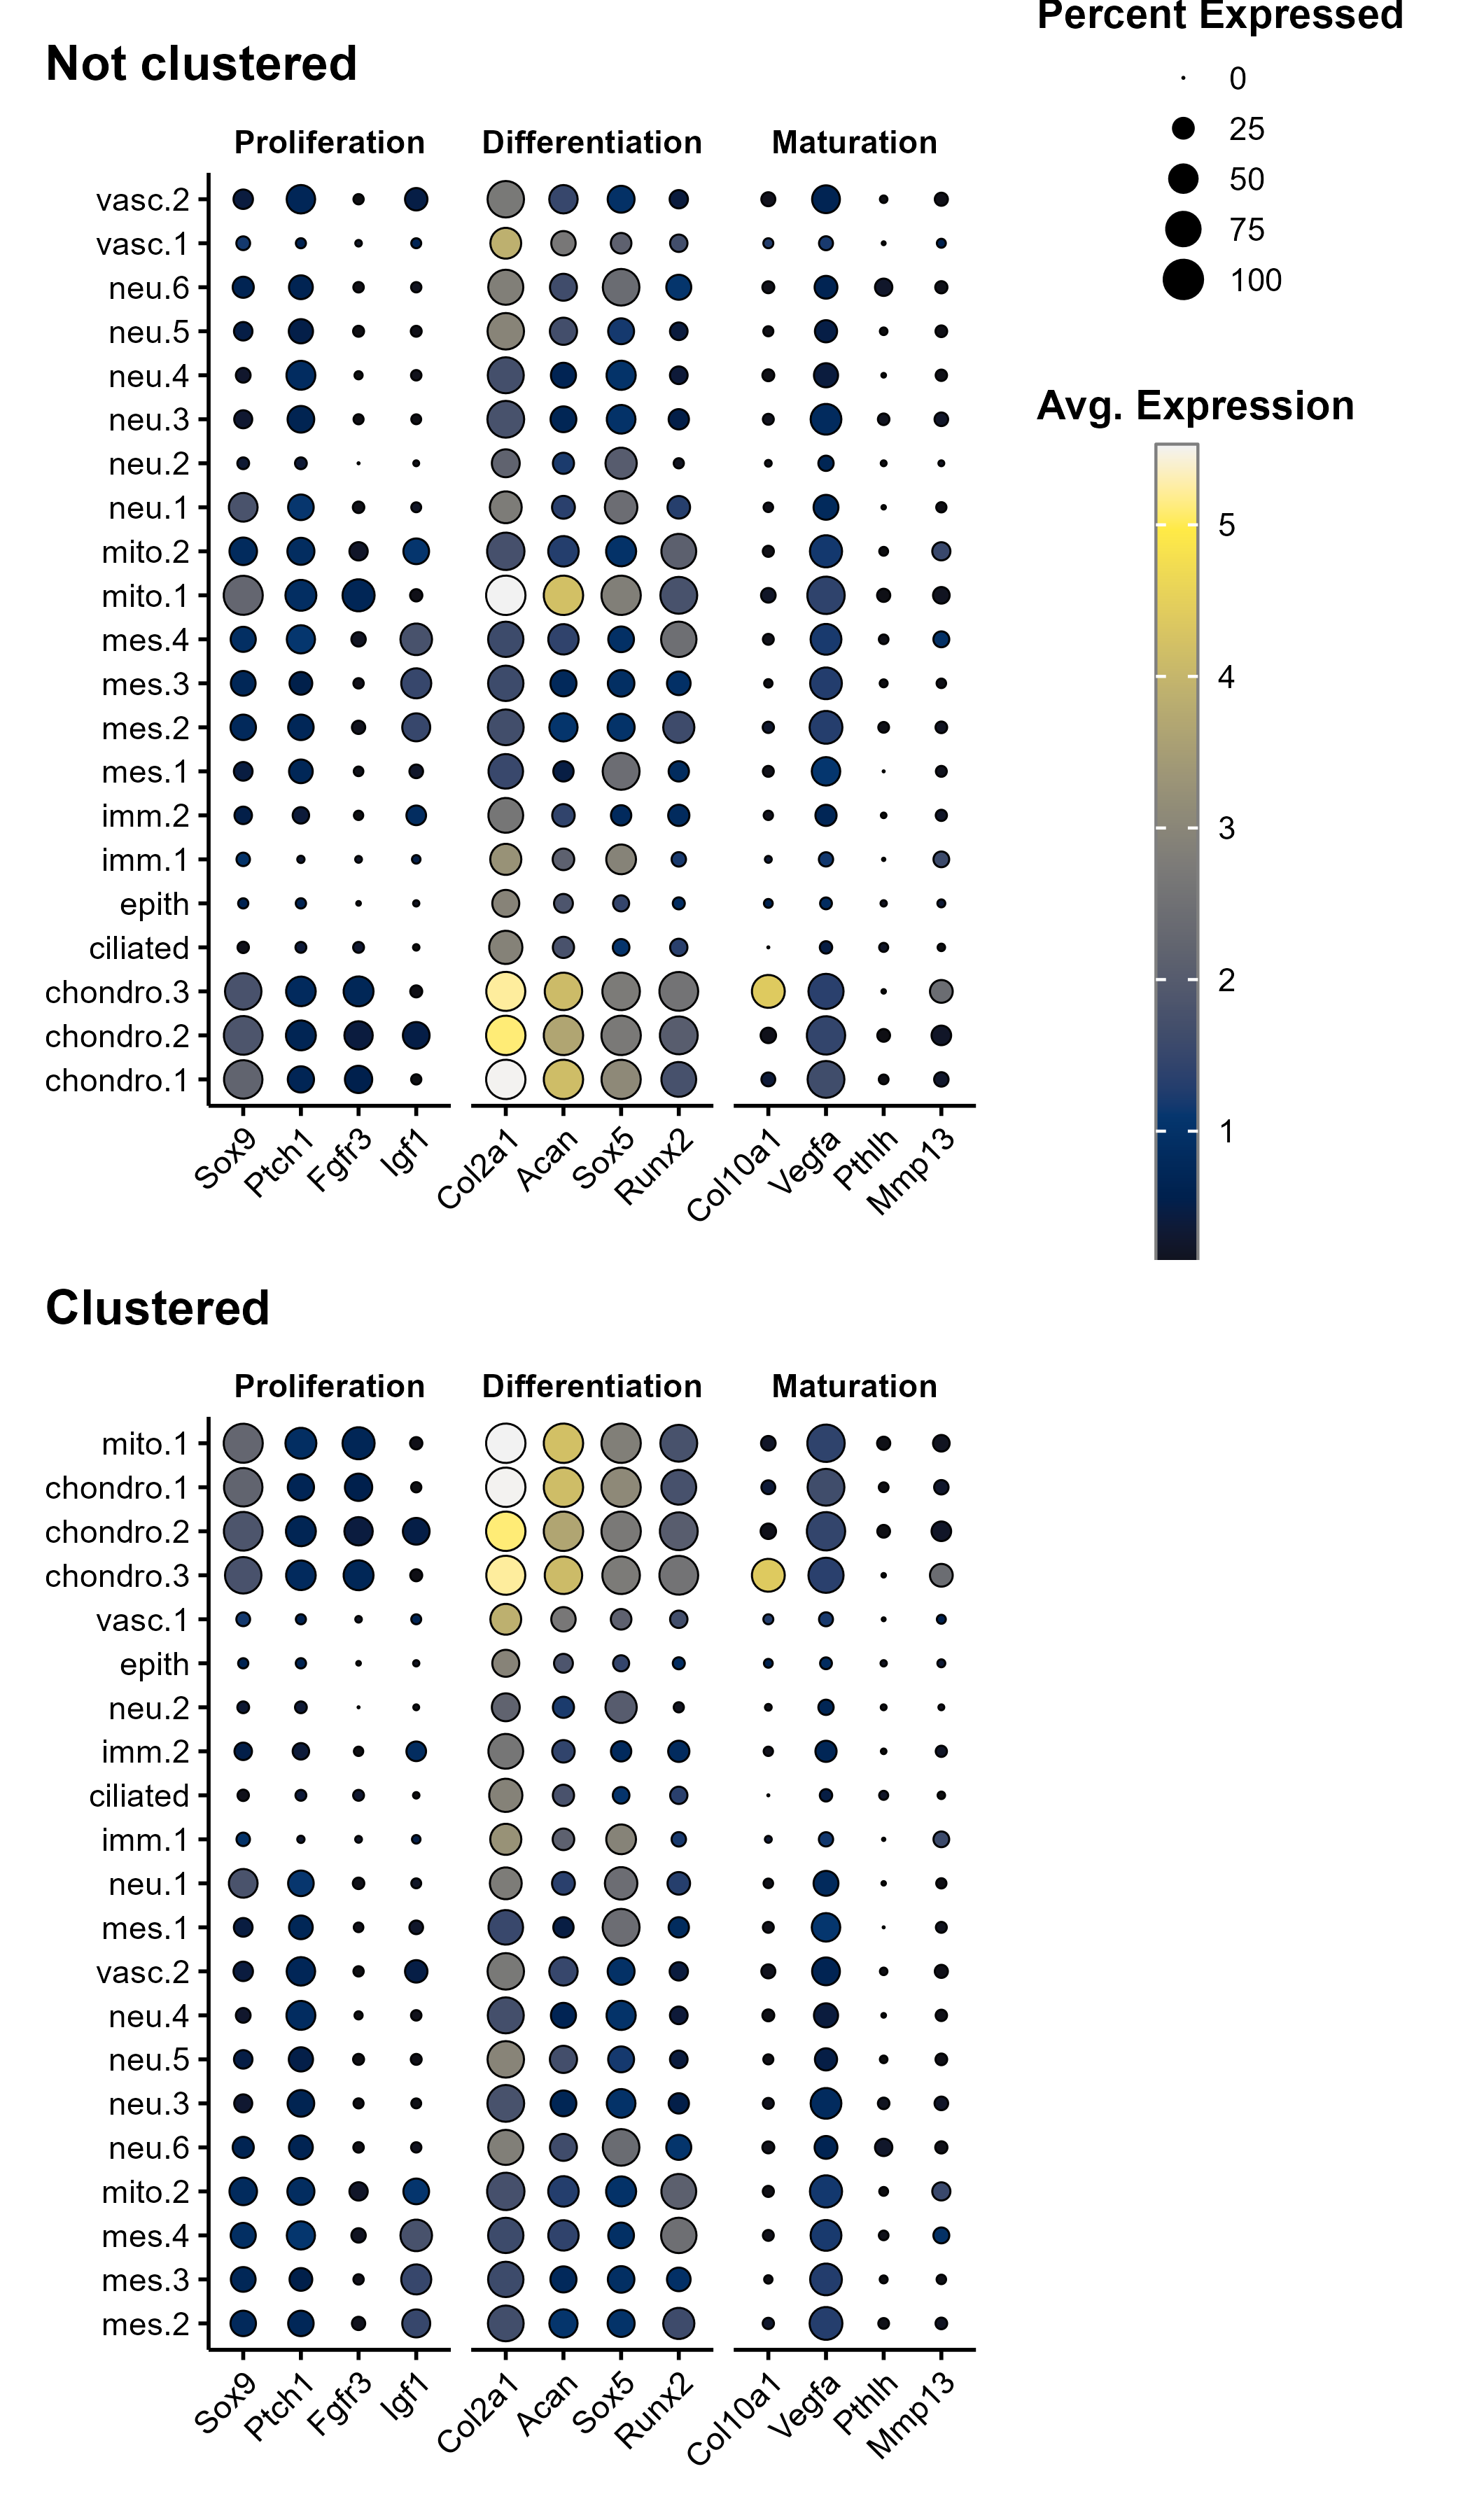 Percent Expressed
0
25
50
75
100
Avg. Expression
5
4
3
2
1
Not clustered
Proliferation Differentiation Maturation
vasc.2
vasc.1
neu.6
neu.5
neu.4
neu.3
neu.2
neu.1
mito.2
mito.1
mes.4
mes.3
mes.2
mes.1
imm.2
imm.1
epith
ciliated
chondro.3
chondro.2
chondro.1
Sox9 Ptch1 Fgfr3 Igf1 Col2a1 Acan Sox5 Runx2 Col10a1 Vegfa Pthlh Mmp13
Clustered
Proliferation Differentiation Maturation
mito.1
chondro.1
chondro.2
chondro.3
vasc.1
epith
neu.2
imm.2
ciliated
imm.1
neu.1
mes.1
vasc.2
neu.4
neu.5
neu.3
neu.6
mito.2
mes.4
mes.3
mes.2
Sox9 Ptch1 Fgfr3 Igf1 Col2a1 Acan Sox5 Runx2 Col10a1 Vegfa Pthlh Mmp13